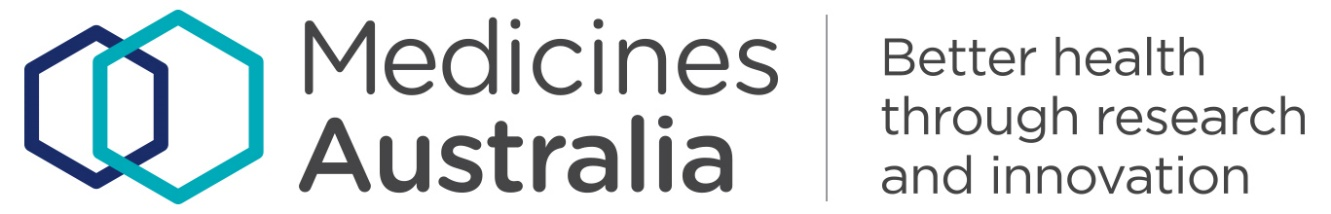 Medicines
Australia
Better health
through research
and innovation